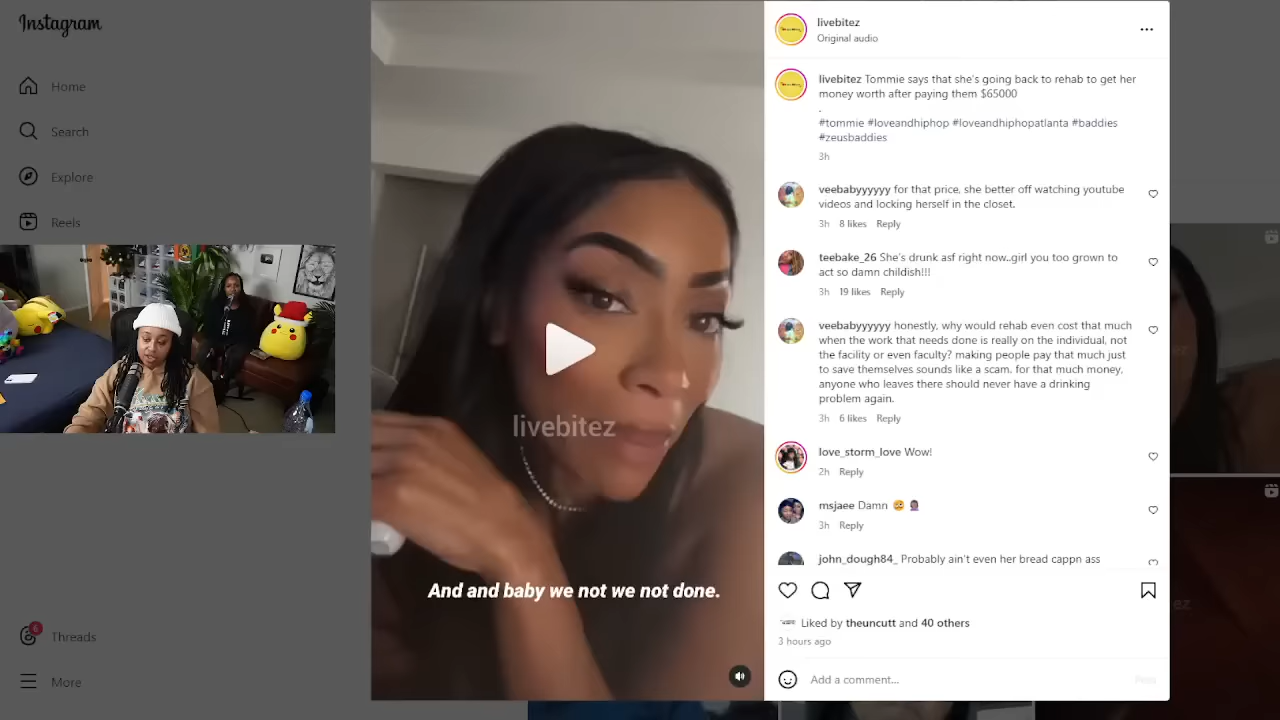 Instagram
Home
Search
Explore
Reels
6
Threads
More
livebitez
And and baby we not we not done.
livebitez
Original audio
livebitez Tommie says that she's going back to rehab to get her
money worth after paying them $65000
.
#tommie #loveandhiphop #loveandhiphopatlanta #baddies
#zeusbaddies
3h
veebabyyyyyy for that price, she better off watching youtube
videos and locking herself in the closet.
3h 8 likes Reply
teebake_26 She's drunk asf right now..girl you too grown to
act so damn childish!!!
3h 19 likes Reply
veebabyyyyyy honestly, why would rehab even cost that much
when the work that needs done is really on the individual, not
the facility or even faculty? making people pay that much just
to save themselves sounds like a scam. for that much money,
anyone who leaves there should never have a drinking
problem again.
3h 6 likes Reply
love_storm_love Wow!
2h Reply
msjaee Damn
3h Reply
john_dough84_ Probably ain't even her bread cappn ass
Liked by theuncutt and 40 others
3 hours ago
Add a comment...
Post